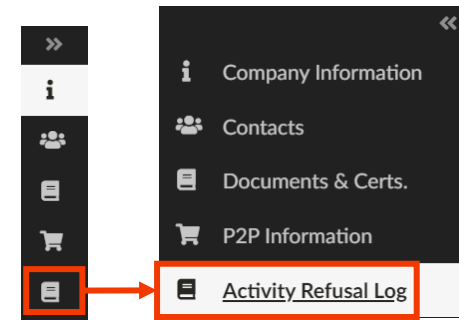 Company Information
Contacts
Documents & Certs.
P2P Information
Activity Refusal Log